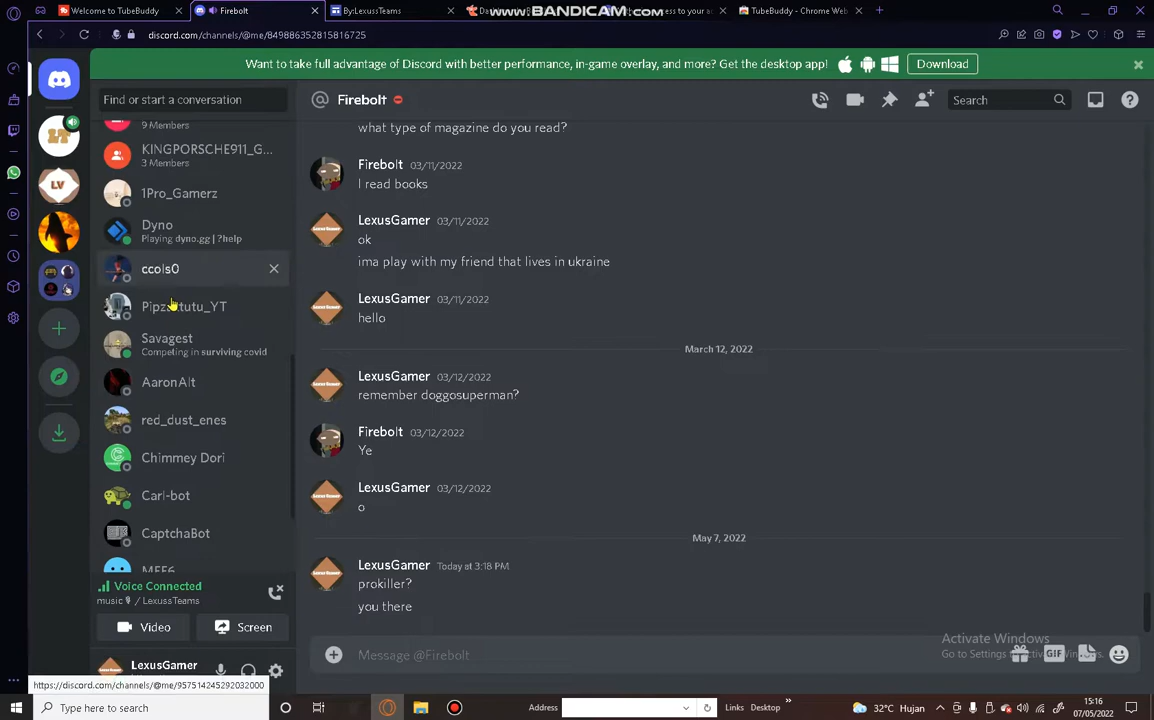 Welcome to TubeBuddy
Firebolt
By:LexussTeams
www.BANDICAM.com
TubeBuddy - Chrome Web
discord.com/channels/@me/849886352815816725
Want to take full advantage of Discord with better performance, in-game overlay, and more? Get the desktop app!
Download
Find or start a conversation
Firebolt
Search
9 Members
KINGPORSCHE911_G...
3 Members
1Pro_Gamerz
Dyno
Playing dyno.gg | ?help
ccols0
Savagest
Competing in surviving covid
AaronAlt
red_dust_enes
Chimmey Dori
Carl-bot
CaptchaBot
MEE6
Voice Connected
music / LexussTeams
Video
Screen
LexusGamer
what type of magazine do you read?
Firebolt 03/11/2022
I read books
LexusGamer 03/11/2022
ok
ima play with my friend that lives in ukraine
LexusGamer 03/11/2022
hello
March 12, 2022
LexusGamer 03/12/2022
remember doggosuperman?
Firebolt 03/12/2022
Ye
LexusGamer 03/12/2022
o
May 7, 2022
LexusGamer Today at 3:18 PM
prokiller?
you there
Message @Firebolt
GIF
Activate Windows
Go to Settings
https://discord.com/channels/@me/957514245292032000
Type here to search
Address
Links
Desktop
32°C Hujan
15:16
07/05/2022